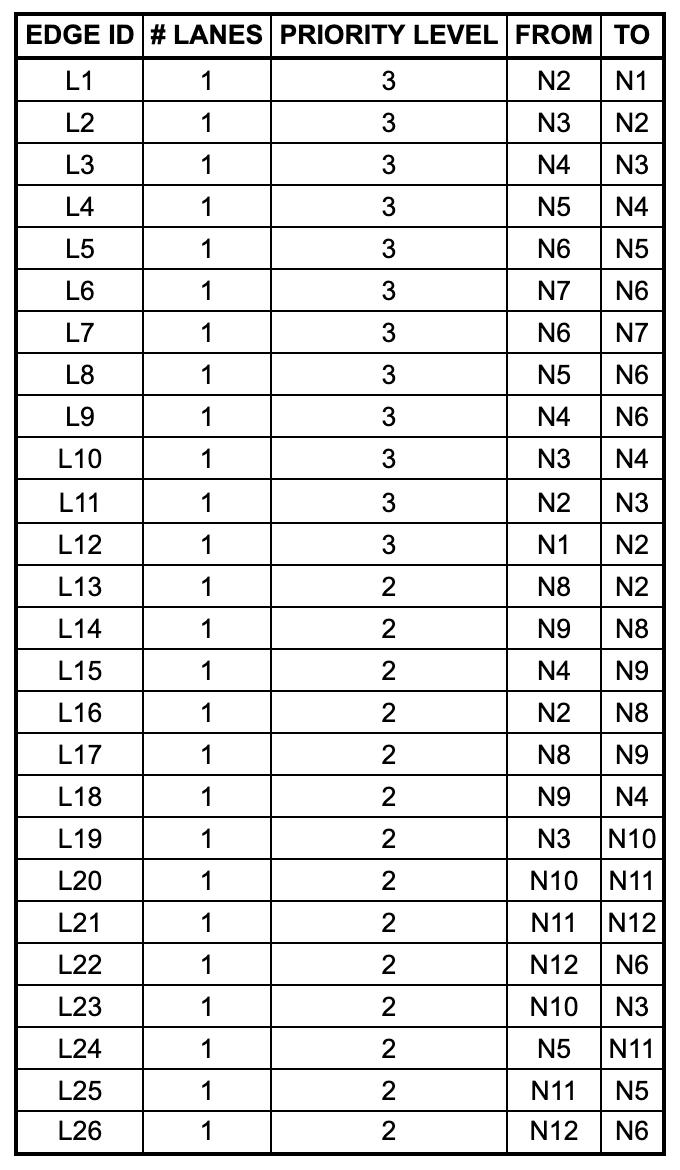 EDGE ID # LANES PRIORITY LEVEL FROM TO
L1 1 3 N2 N1
L2 1 3 N3 N2
L3 1 3 N4 N3
L4 1 3 N5 N4
L5 1 3 N6 N5
L6 1 3 N7 N6
L7 1 3 N6 N7
L8 1 3 N5 N6
L9 1 3 N4 N6
L10 1 3 N3 N4
L11 1 3 N2 N3
L12 1 3 N1 N2
L13 1 2 N8 N2
L14 1 2 N9 N8
L15 1 2 N4 N9
L16 1 2 N2 N8
L17 1 2 N8 N9
L18 1 2 N9 N4
L19 1 2 N3 N10
L20 1 2 N10 N11
L21 1 2 N11 N12
L22 1 2 N12 N6
L23 1 2 N10 N3
L24 1 2 N5 N11
L25 1 2 N11 N5
L26 1 2 N12 N6